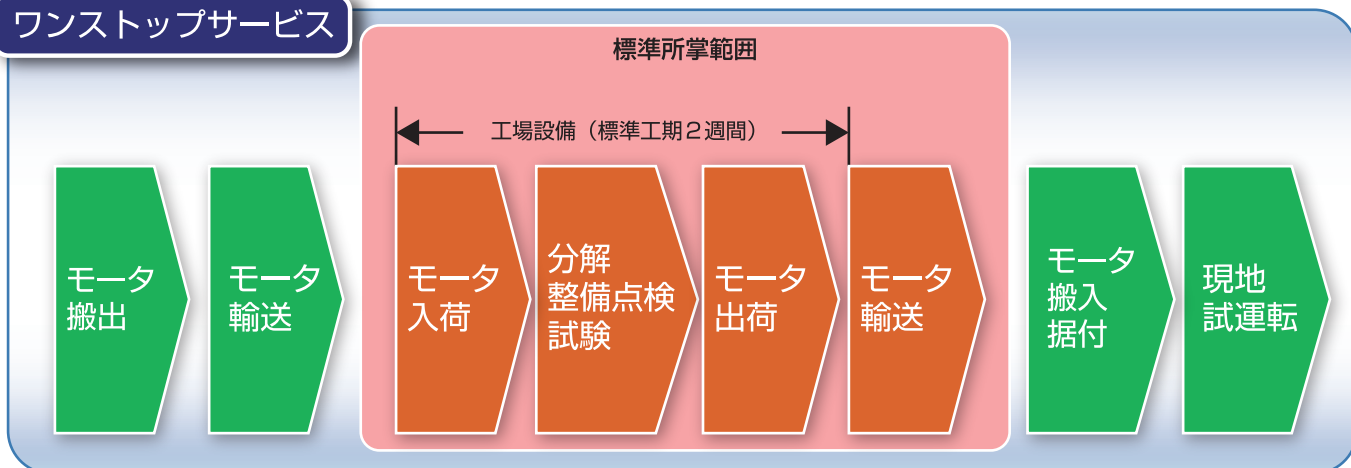 ワンストップサービス
標準所掌範囲
工場設備（標準工期２週間）
モータ
搬出
モータ
輸送
モータ
入荷
分解
整備点検
試験
モータ
出荷
モータ
輸送
モータ
搬入
据付
現地
試運転